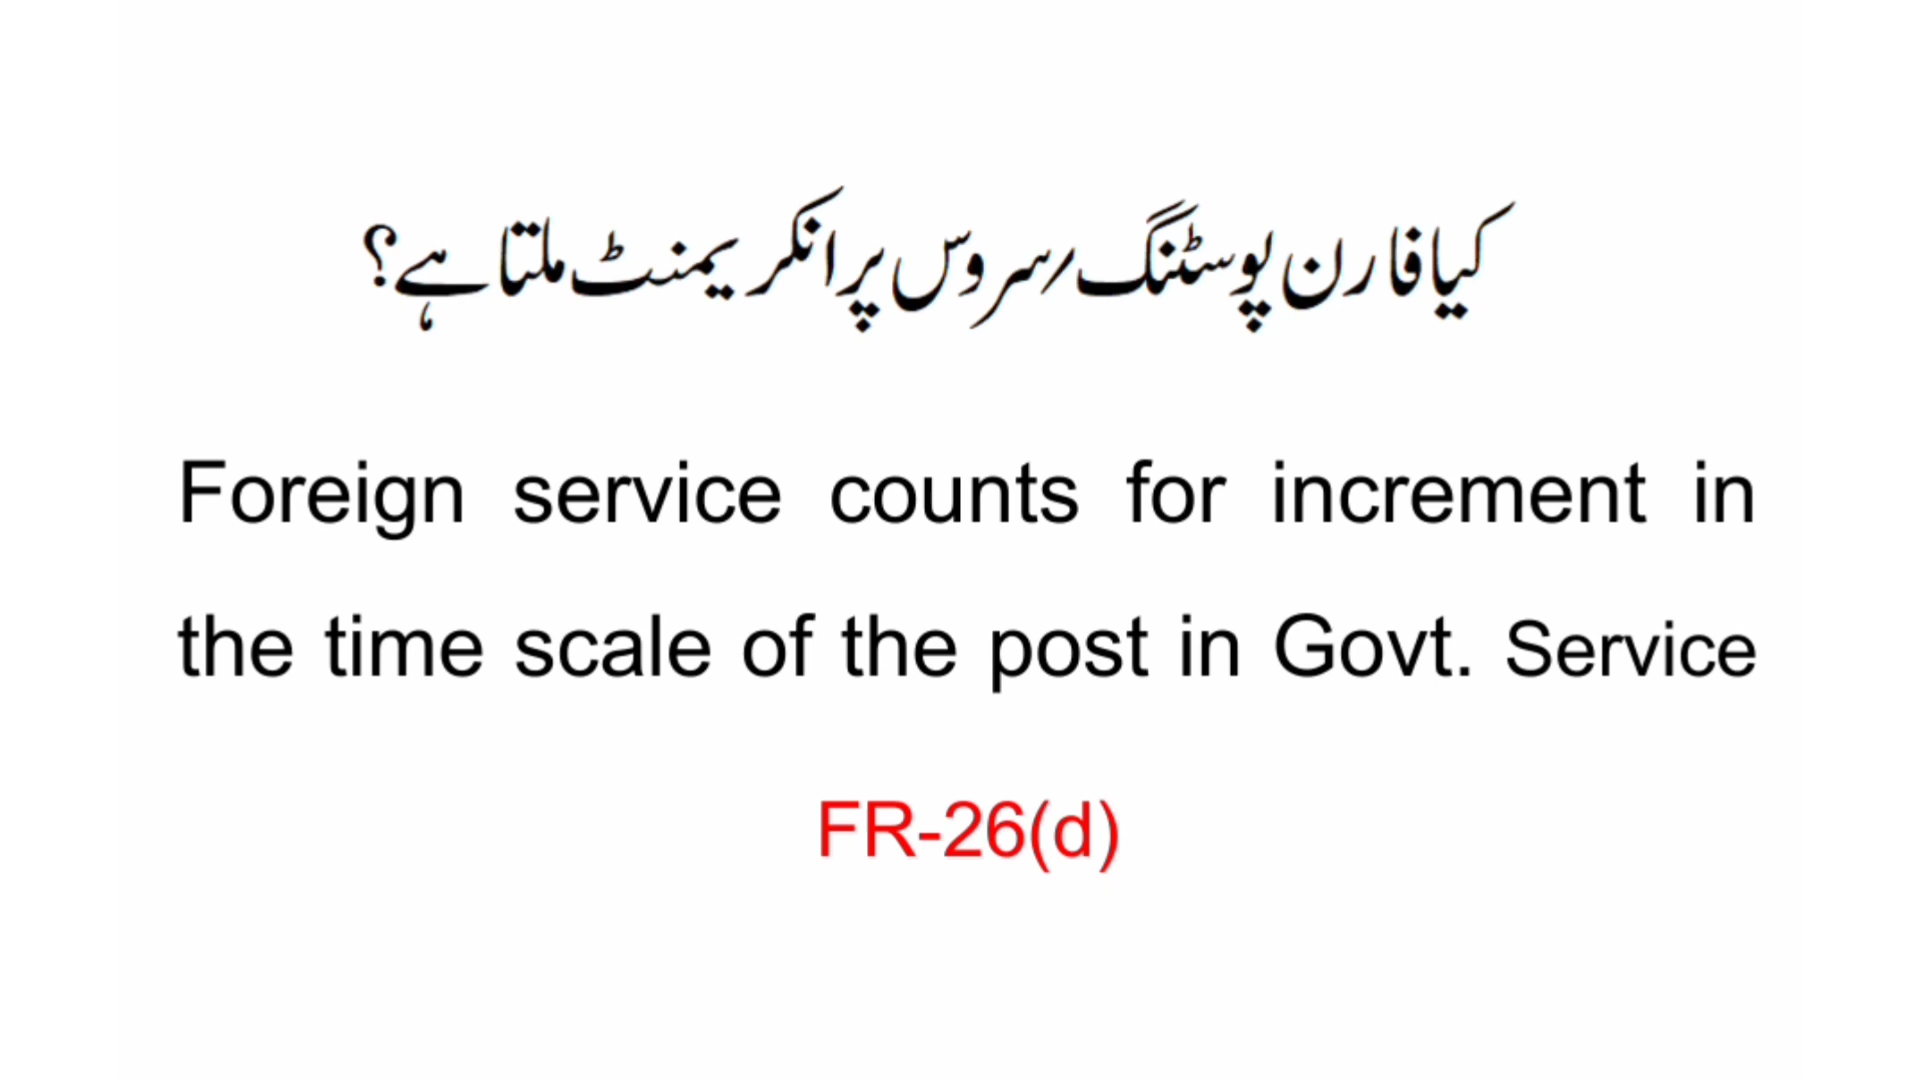 کیا فارن پوسٹنگ/سروس پر انکریمنٹ ملتا ہے؟
Foreign service counts for increment in
the time scale of the post in Govt. Service
FR-26(d)